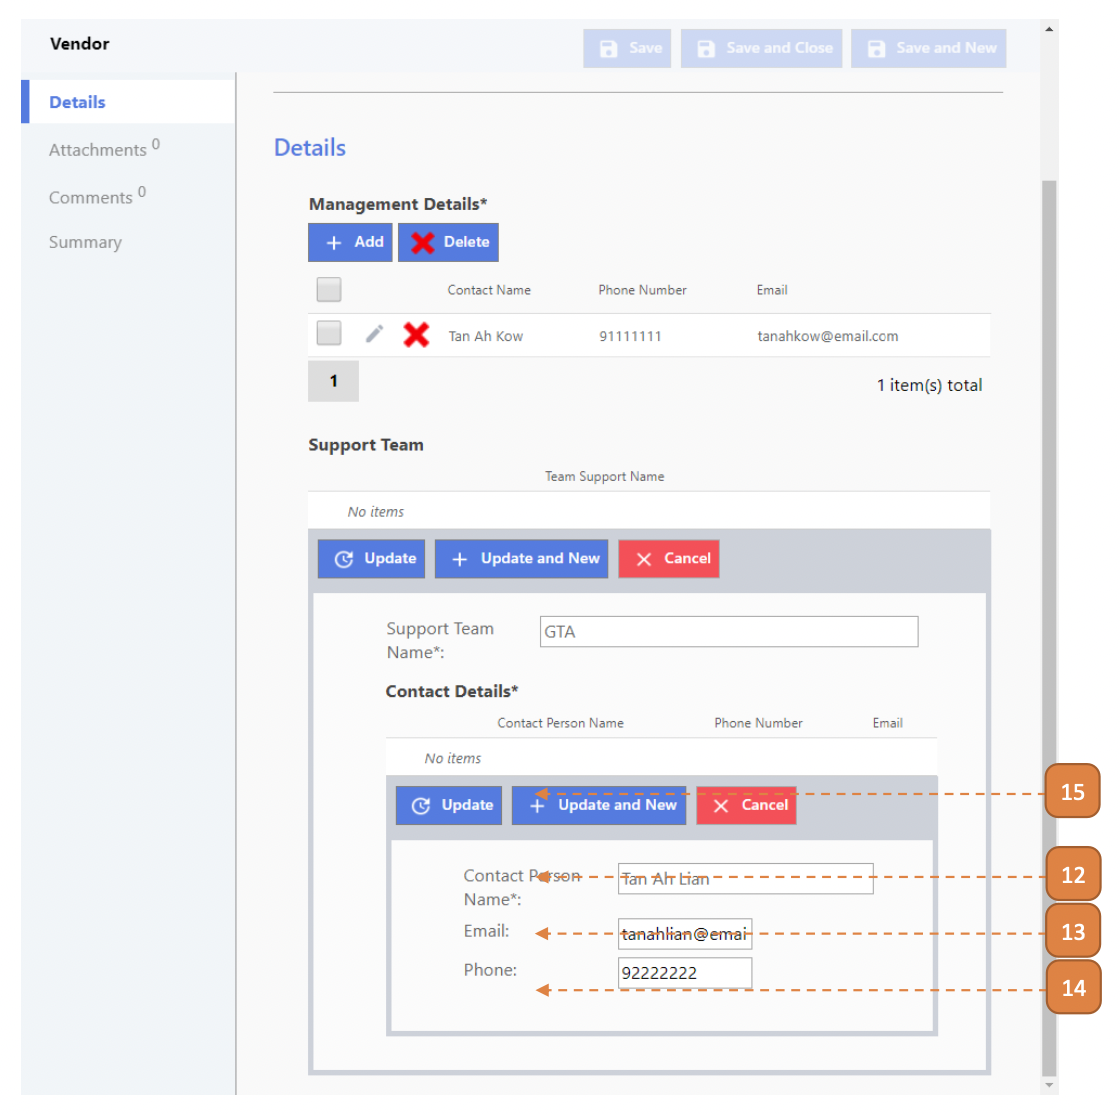 Vendor
Save
Save and Close
Save and New
Details
Attachments 0
Comments 0
Summary
Details
Management Details*
+ Add
Delete
Contact Name Phone Number Email
Tan Ah Kow 91111111 tanahkow@email.com
1
1 item(s) total
Support Team
Team Support Name
No items
Update
+ Update and New
Cancel
Support Team
Name*:
GTA
Contact Details*
Contact Person Name Phone Number Email
No items
Update
+ Update and New
Cancel
15
Contact Person
Name*:
Tan Ah Lian
12
Email:
tanahlian@emai
13
Phone:
92222222
14